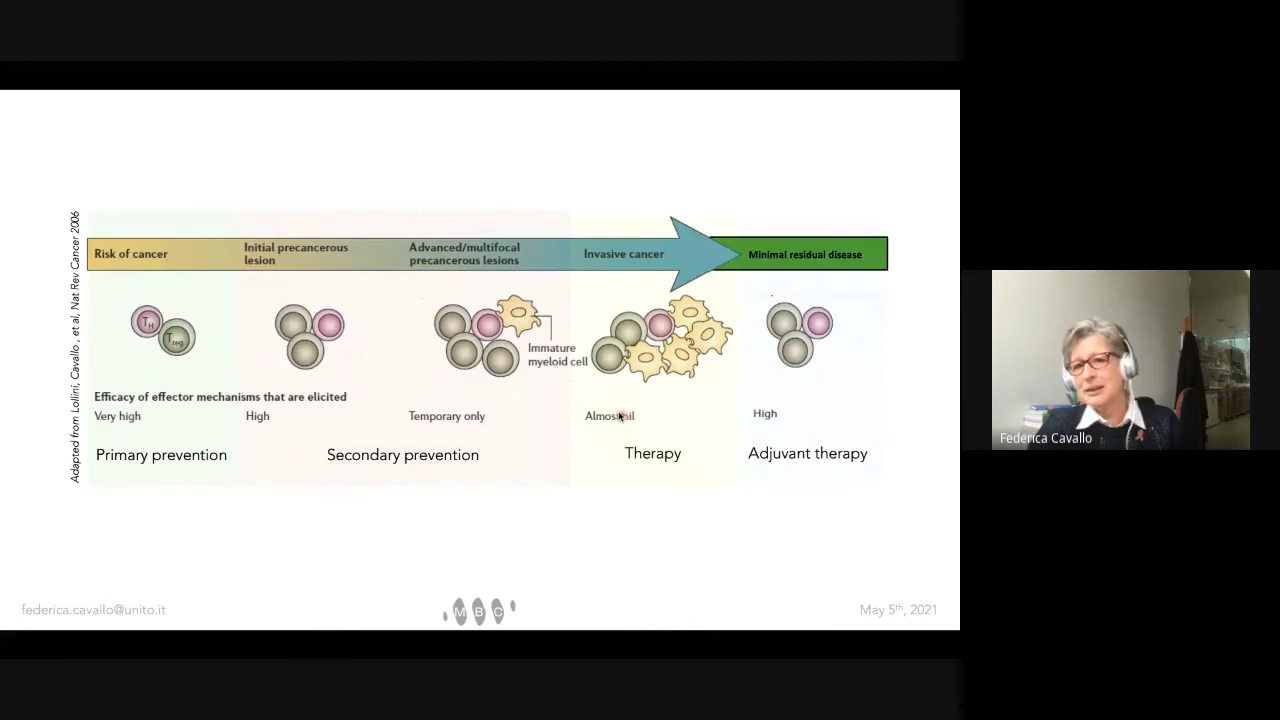 Adapted from Lollini, Cavallo , et al, Nat Rev Cancer 2006
Risk of cancer
Initial precancerous
lesion
Advanced/multifocal
precancerous lesions
Invasive cancer
Minimal residual disease
TH
Treg
Immature
myeloid cell
Efficacy of effector mechanisms that are elicited
Very high
High
Temporary only
Almost nil
High
Primary prevention
Secondary prevention
Therapy
Adjuvant therapy
federica.cavallo@unito.it
MBC
May 5th, 2021
Federica Cavallo